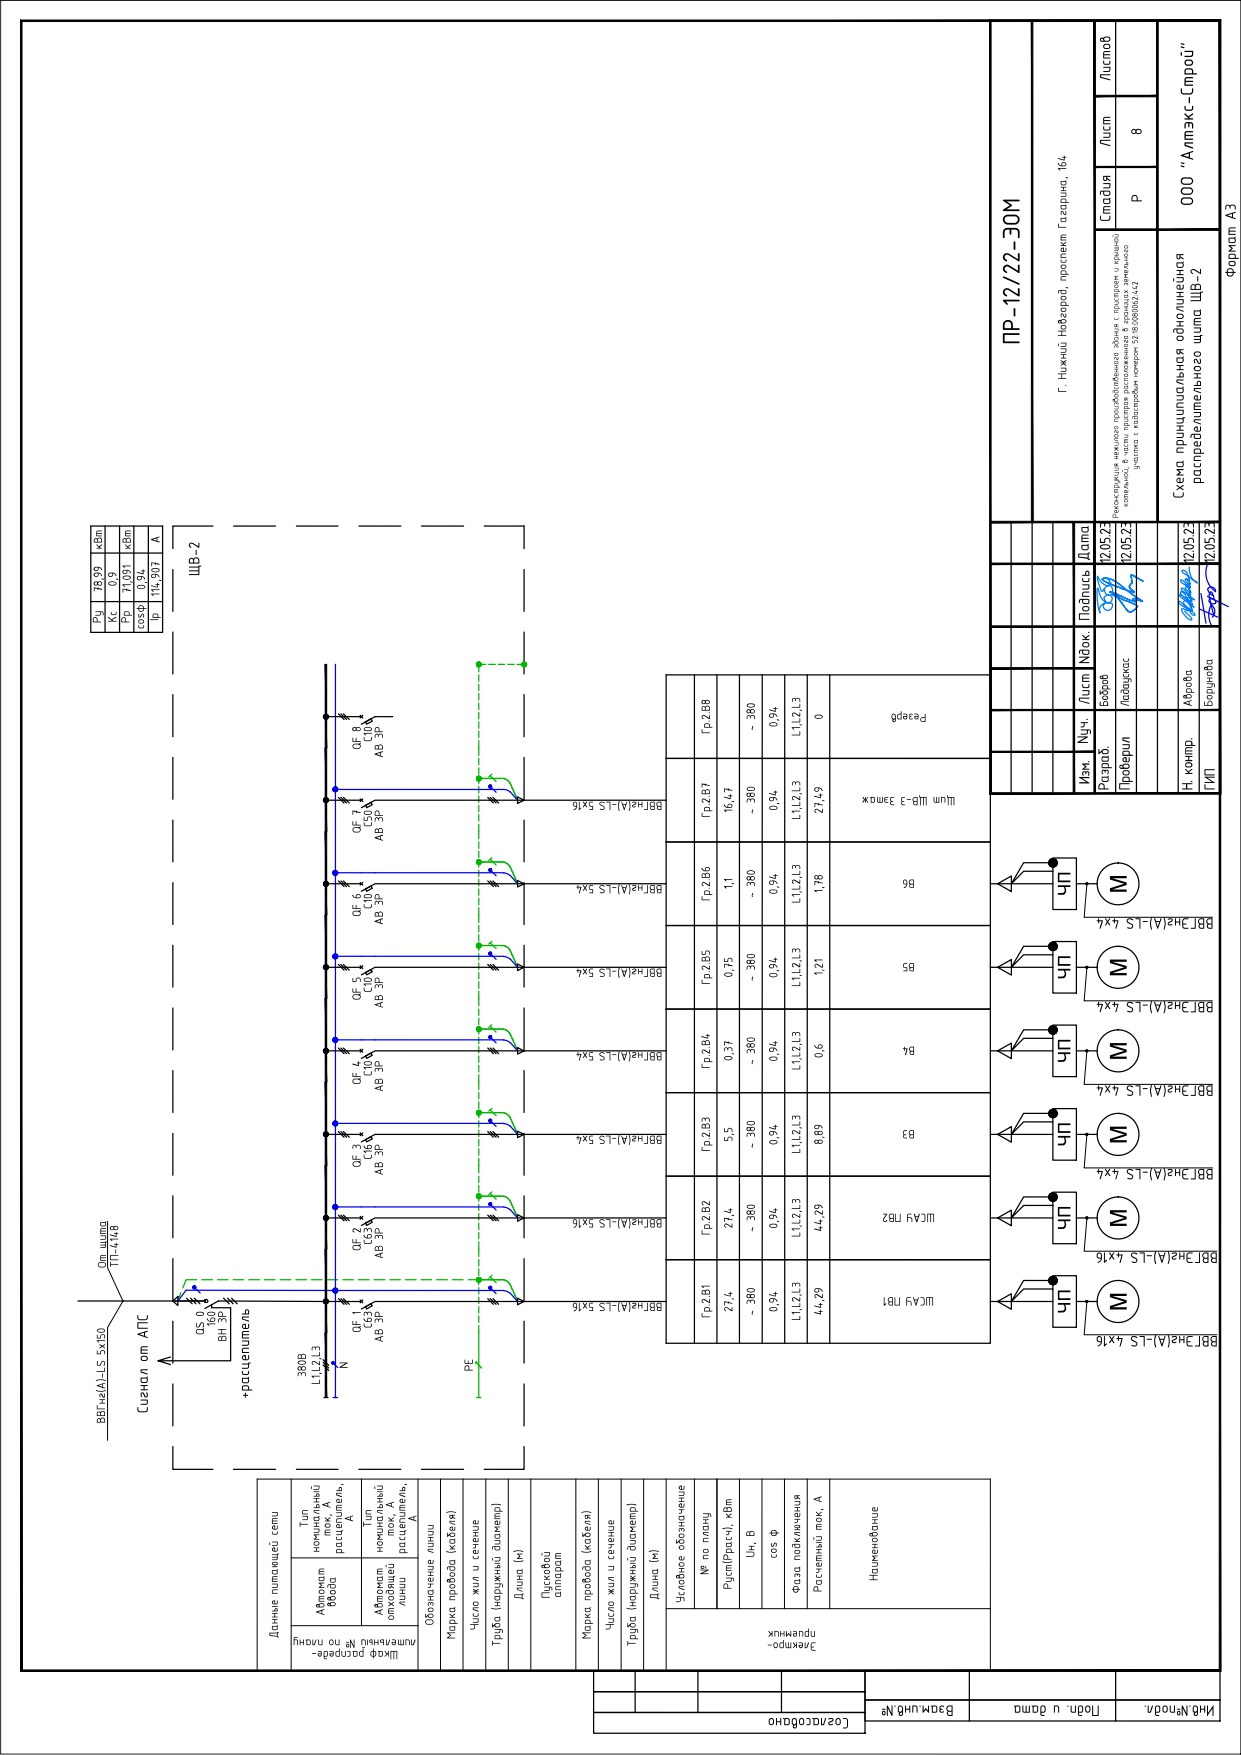 Ру 78,99 кВт
Кс 0,9
Рр 71,091 кВт
cosф 0,94
Iр 114,907 А
ЩВ-2
От щита
ТП-4148
ВВГнг(А)-LS 5х150
Сигнал от АПС
QS 0
160
ВН 3Р
+расцепитель
380В
L1,L2,L3
N
PE
QF 1
C63
АВ 3Р
QF 2
C63
АВ 3Р
QF 3
C16
АВ 3Р
QF 4
C10
АВ 3Р
QF 5
C10
АВ 3Р
QF 6
C10
АВ 3Р
QF 7
C50
АВ 3Р
QF 8
C10
АВ 3Р
ВВГнг(А)-LS 5х16
ВВГнг(А)-LS 5х16
ВВГнг(А)-LS 5х4
ВВГнг(А)-LS 5х4
ВВГнг(А)-LS 5х4
ВВГнг(А)-LS 5х4
ВВГнг(А)-LS 5х16
Данные питающей сети
Шкаф распреде-
лительный № по плану
Автомат
ввода
Тип
номинальный
ток, А
расцепитель,
А
Автомат
отходящей
линии
Тип
номинальный
ток, А
расцепитель,
А
Обозначение линии
Марка провода (кабеля)
Число жил и сечение
Труба (наружный диаметр)
Длина (м)
Пусковой
аппарат
Марка провода (кабеля)
Число жил и сечение
Труба (наружный диаметр)
Длина (м)
Электро-
приемник
Условное обозначение
№ по плану Гр.2.В1 Гр.2.В2 Гр.2.В3 Гр.2.В4 Гр.2.В5 Гр.2.В6 Гр.2.В7 Гр.2.В8
Руст(Ррасч), кВт 27,4 27,4 5,5 0,37 0,75 1,1 16,47
Uн, В ~ 380 ~ 380 ~ 380 ~ 380 ~ 380 ~ 380 ~ 380 ~ 380
cos ф 0,94 0,94 0,94 0,94 0,94 0,94 0,94 0,94
Фаза подключения L1,L2,L3 L1,L2,L3 L1,L2,L3 L1,L2,L3 L1,L2,L3 L1,L2,L3 L1,L2,L3 L1,L2,L3
Расчетный ток, А 44,29 44,29 8,89 0,6 1,21 1,78 27,49 0
Наименование ШСАУ ПВ1 ШСАУ ПВ2 В3 В4 В5 В6 Щит ЩВ-3 3этаж Резерв
ЧП ЧП ЧП ЧП ЧП ЧП
М М М М М М
ВВГЭнг(А)-LS 4х16
ВВГЭнг(А)-LS 4х16
ВВГЭнг(А)-LS 4х4
ВВГЭнг(А)-LS 4х4
ВВГЭнг(А)-LS 4х4
ВВГЭнг(А)-LS 4х4
ПР-12/22-ЭОМ
Г. Нижний Новгород, проспект Гагарина, 164
Изм. Nуч. Лист Nдок. Подпись Дата
Разраб. Бобров 12.05.23
Проверил Ладаускас 12.05.23
Н. контр. Аврова 12.05.23
ГИП Борунова 12.05.23
Реконструкция нежилого производственного здания с пристроем и крышной
котельной, в части пристроя расположенного в границах земельного
участка с кадастровым номером 52:18:0080062:442
Стадия Лист Листов
Р 8
Схема принципиальная однолинейная
распределительного щита ЩВ-2
ООО "Алтэкс-Строй"
Формат А3
Согласовано
Взам.инв.№
Подп. и дата
Инв.№подл.